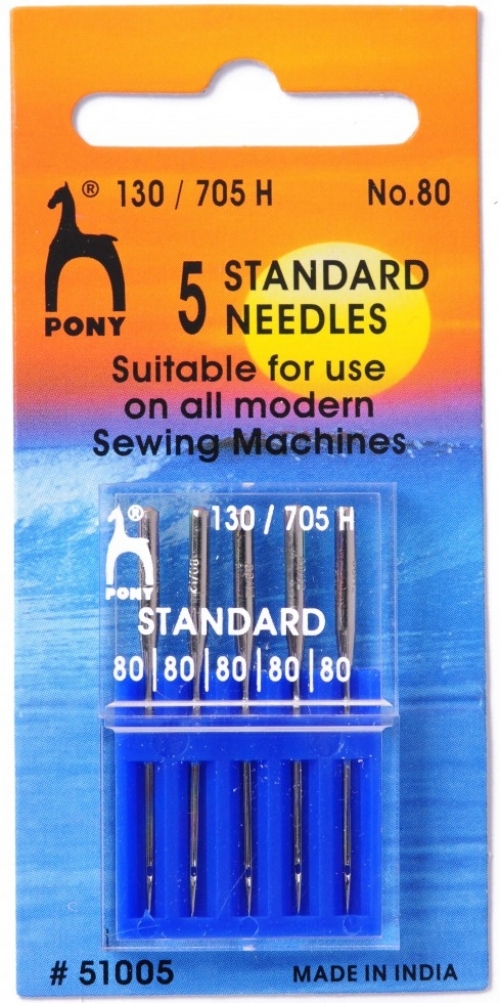 ® 130 / 705 H No.80
PONY
5 STANDARD
NEEDLES
Suitable for use
on all modern
Sewing Machines
® 130 / 705 H
PONY
STANDARD
80 | 80 | 80 | 80 | 80
# 51005 MADE IN INDIA